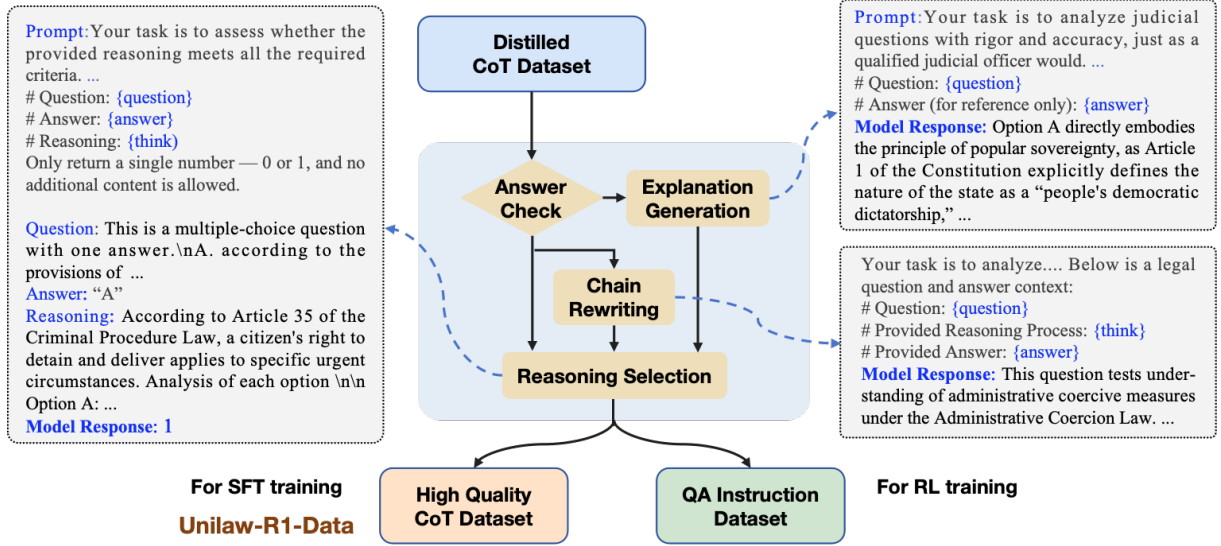 Prompt:Your task is to assess whether the
provided reasoning meets all the required
criteria. ...
# Question: {question}
# Answer: {answer}
# Reasoning: {think)
Only return a single number — 0 or 1, and no
additional content is allowed.
Question: This is a multiple-choice question
with one answer.\nA. according to the
provisions of ...
Answer: “A”
Reasoning: According to Article 35 of the
Criminal Procedure Law, a citizen's right to
detain and deliver applies to specific urgent
circumstances. Analysis of each option \n\n
Option A: ...
Model Response: 1
Distilled
CoT Dataset
Answer
Check
Explanation
Generation
Chain
Rewriting
Reasoning Selection
Prompt:Your task is to analyze judicial
questions with rigor and accuracy, just as a
qualified judicial officer would. ...
# Question: {question}
# Answer (for reference only): {answer}
Model Response: Option A directly embodies
the principle of popular sovereignty, as Article
1 of the Constitution explicitly defines the
nature of the state as a “people's democratic
dictatorship,” ...
Your task is to analyze.... Below is a legal
question and answer context:
# Question: {question}
# Provided Reasoning Process: {think}
# Provided Answer: {answer}
Model Response: This question tests under-
standing of administrative coercive measures
under the Administrative Coercion Law. ...
For SFT training
Unilaw-R1-Data
High Quality
CoT Dataset
QA Instruction
Dataset
For RL training